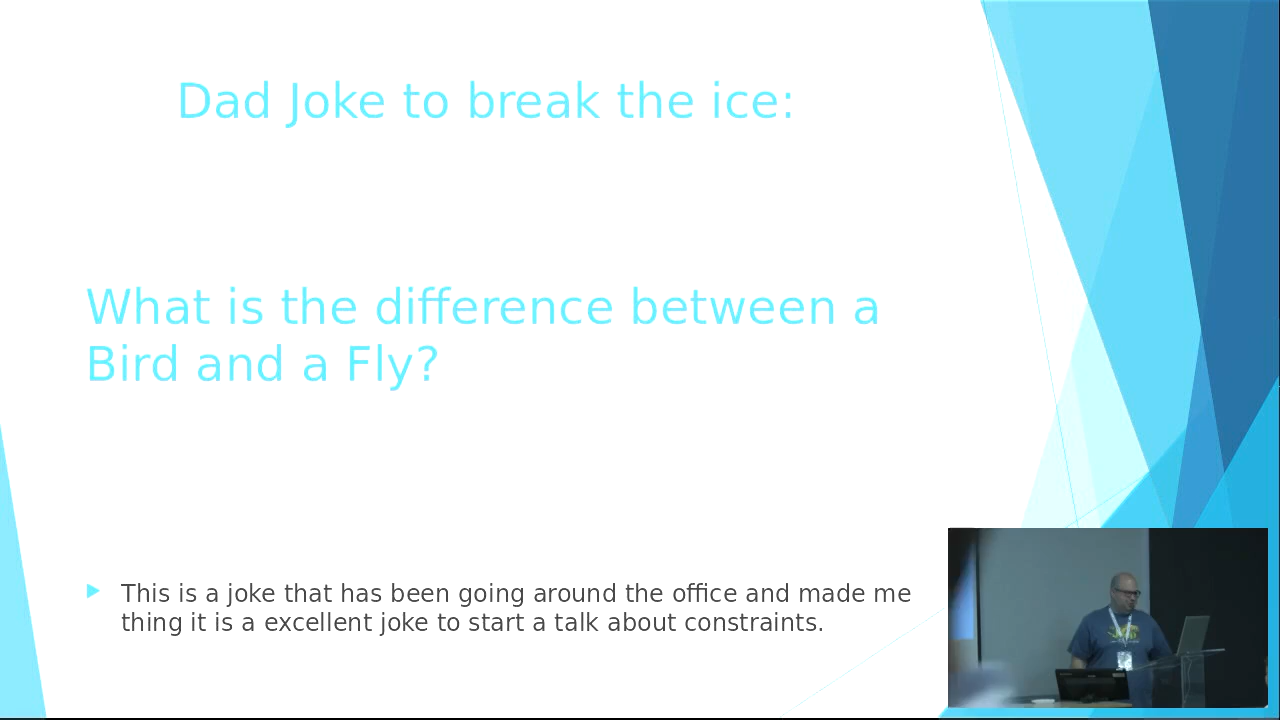 Dad Joke to break the ice:
What is the difference between a
Bird and a Fly?
This is a joke that has been going around the office and made me
thing it is a excellent joke to start a talk about constraints.